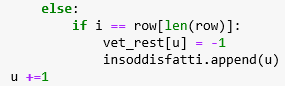 else:
if i == row[len(row)]:
vet_rest[u] = -1
insoddisfatti.append(u)
u +=1